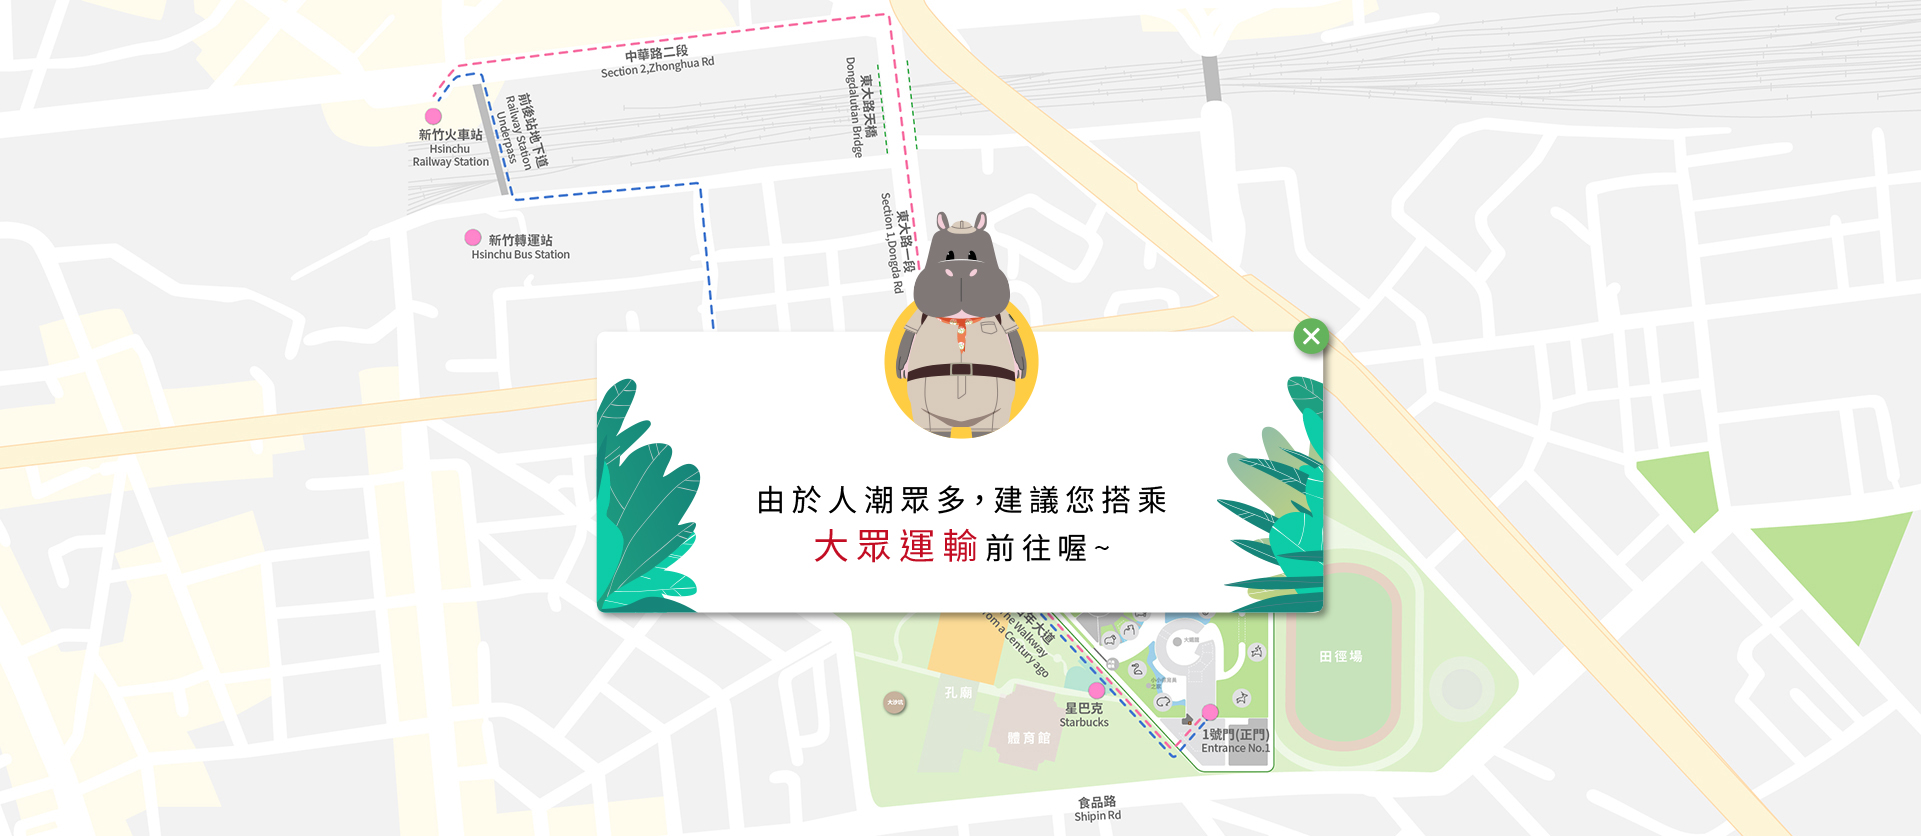 中華路二段
Section 2,Zhonghua Rd
東大路天橋
Dongdalutian Bridge
前後站地下道
Railway Station
Underpass
新竹火車站
Hsinchu
Railway Station
東大路一段
Section 1,Dongda Rd
新竹轉運站
Hsinchu Bus Station
由於人潮眾多，建議您搭乘
大眾運輸前往喔~
年大道
The Walkway
from a Century ago
大嘴屋
田徑場
孔廟
體育館
星巴克
Starbucks
1號門(正門)
Entrance No.1
食品路
Shipin Rd